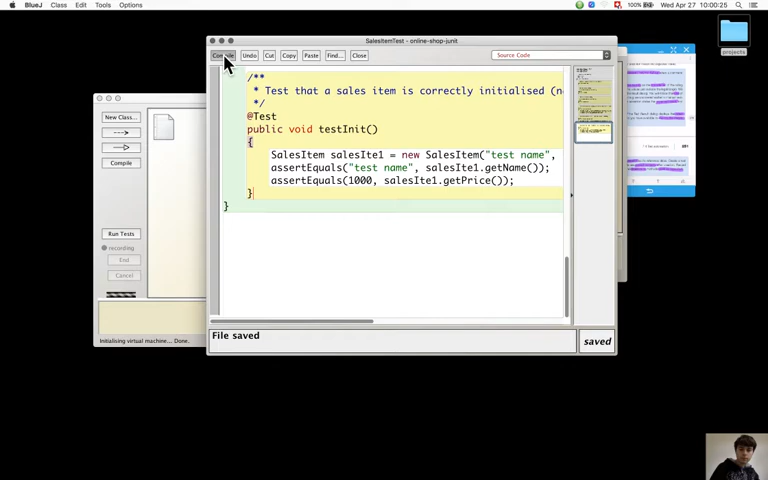 BlueJ Class Edit Tools Options
100% Wed Apr 27 10:00:25
SalesItemTest - online-shop-junit
Compile Undo Cut Copy Paste Find... Close Source Code
/**
* Test that a sales item is correctly initialised (n
*/
@Test
public void testInit()
{
SalesItem salesIte1 = new SalesItem("test name",
assertEquals("test name", salesIte1.getName());
assertEquals(1000, salesIte1.getPrice());
}
}
File saved
saved
New Class...
Compile
Run Tests
recording
End
Cancel
Initialising virtual machine... Done.
projects